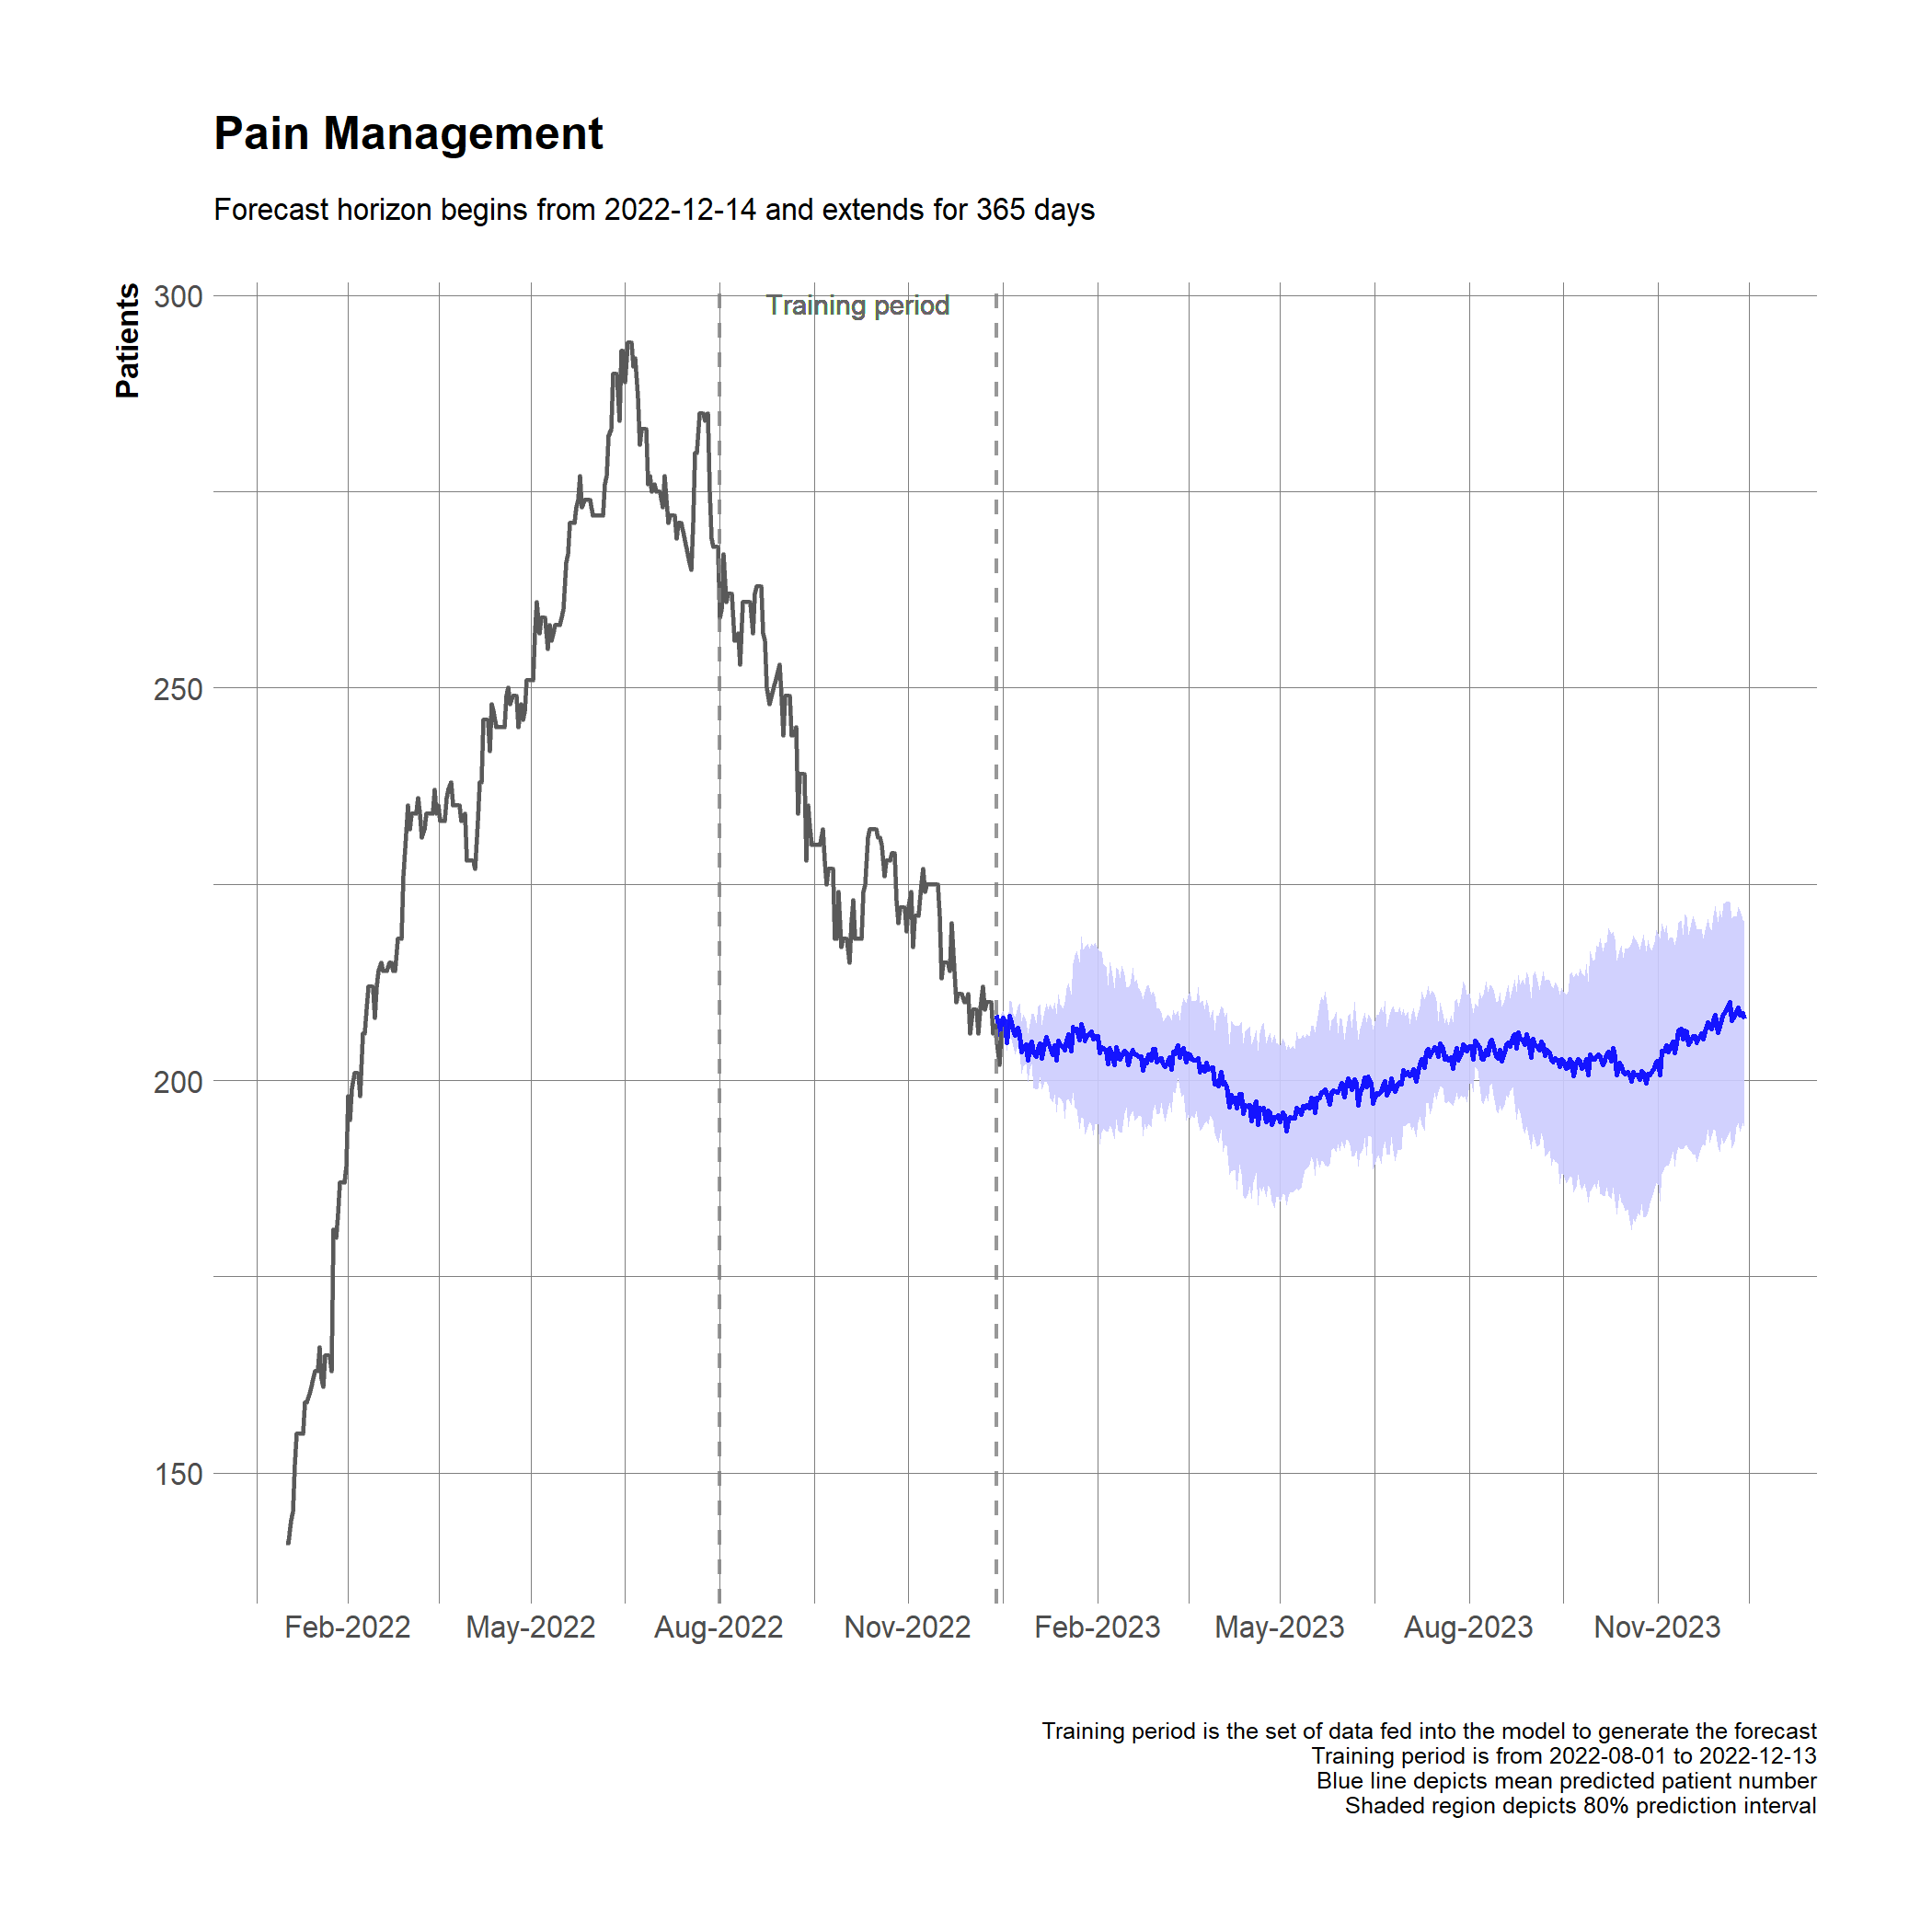 Pain Management
Forecast horizon begins from 2022-12-14 and extends for 365 days
Patients
300
250
200
150
Training period
Feb-2022
May-2022
Aug-2022
Nov-2022
Feb-2023
May-2023
Aug-2023
Nov-2023
Training period is the set of data fed into the model to generate the forecast
Training period is from 2022-08-01 to 2022-12-13
Blue line depicts mean predicted patient number
Shaded region depicts 80% prediction interval